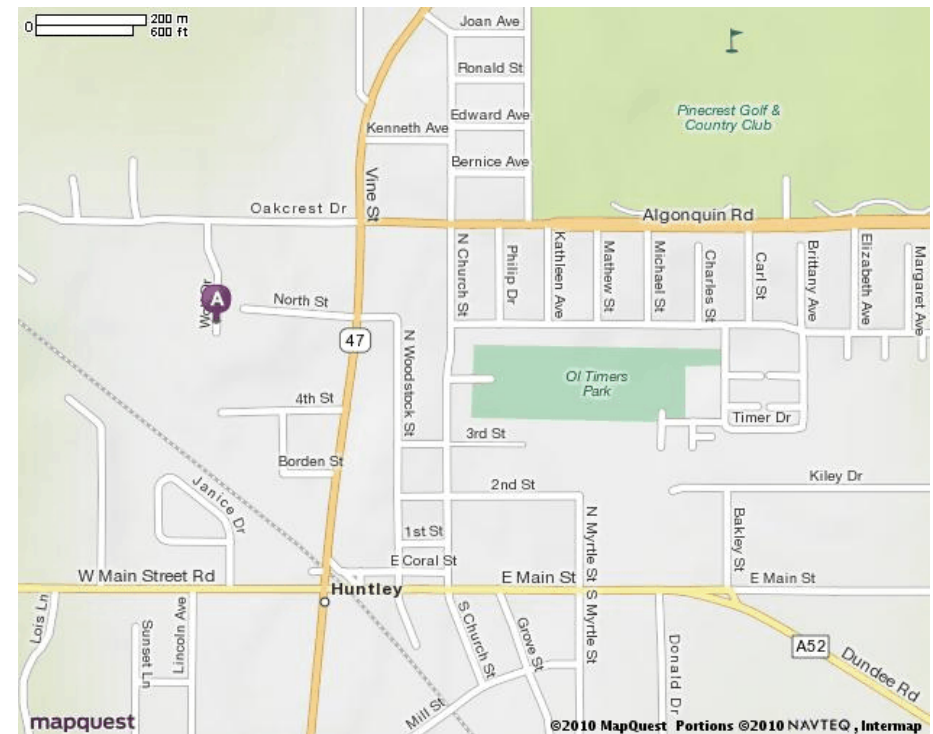 0
200 m
600 ft
Joan Ave
Ronald St
Edward Ave
Kenneth Ave
Bernice Ave
Pinecrest Golf &
Country Club
Vine St
Oakcrest Dr
Algonquin Rd
N Church St
Philip Dr
Kathleen Ave
Mathew St
Michael St
Charles St
Carl St
Brittany Ave
Elizabeth Ave
Margaret Ave
A
North St
47
N Woodstock St
Ol Timers
Park
4th St
Timer Dr
3rd St
Borden St
Janice Dr
2nd St
Kiley Dr
N Myrtle St
Bakley St
1st St
E Coral St
W Main Street Rd
E Main St
E Main St
Huntley
Lois Ln
Sunset Ln
Lincoln Ave
S Church St
Grove St
S Myrtle St
Donald Dr
A52
Dundee Rd
Mill St
mapquest
©2010 MapQuest Portions ©2010 NAVTEQ, Intermap